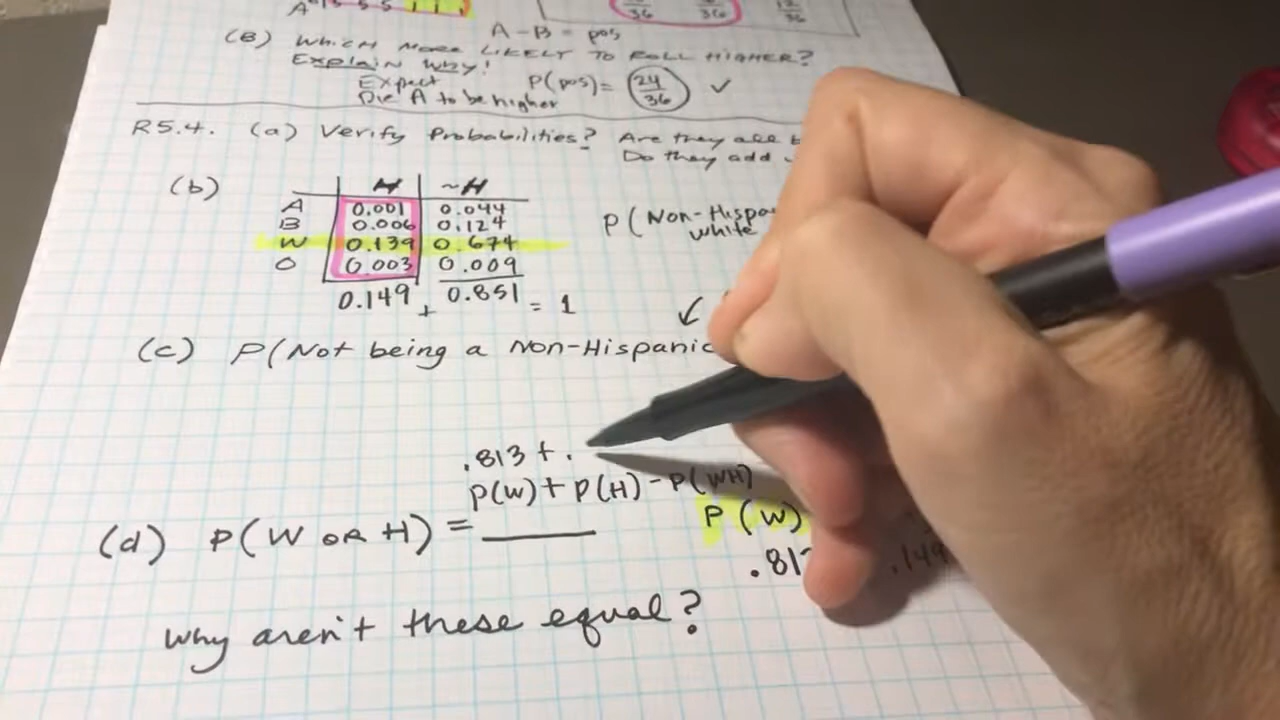 A - B = pos
(B) Which more likely to roll higher?
Explain why!
Expect P(pos) = 24/36 ✓
Die A to be higher
R5.4. (a) Verify Probabilities? Are they all
Do they add
(b) H ~H
A 0.001 0.044
B 0.006 0.124
W 0.139 0.674
O 0.003 0.009
0.149 + 0.851 = 1
P(Non-Hispa
white
(c) P(Not being a Non-Hispanic
.813 + .
P(W) + P(H) - P(WH)
(d) P(W OR H) = P(W)
.81 .149
Why aren't these equal?